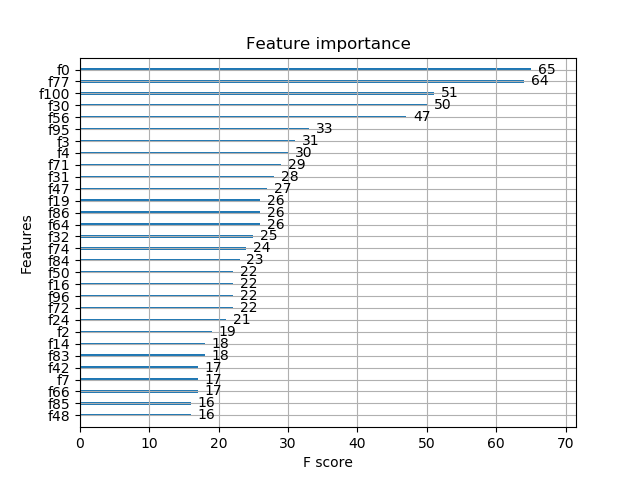 Feature importance
Features
f0 65
f77 64
f100 51
f30 50
f56 47
f95 33
f3 31
f4 30
f71 29
f31 28
f47 27
f19 26
f86 26
f64 26
f32 25
f74 24
f84 23
f50 22
f16 22
f96 22
f72 22
f24 21
f2 19
f14 18
f83 18
f42 17
f7 17
f66 17
f85 16
f48 16
0 10 20 30 40 50 60 70
F score